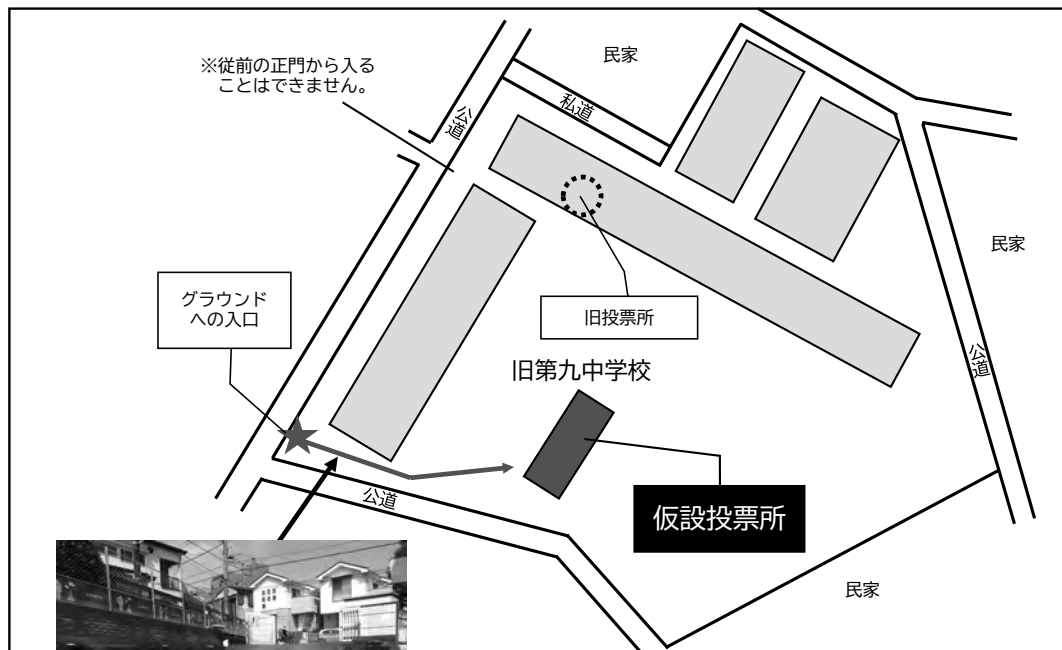 ※従前の正門から入る
ことはできません。
民家
公道
私道
民家
グラウンド
への入口
旧投票所
旧第九中学校
公道
公道
仮設投票所
民家